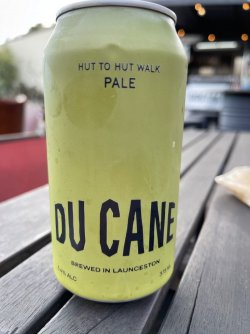 HUT TO HUT WALK
PALE
DU CANE
BREWED IN LAUNCESTON